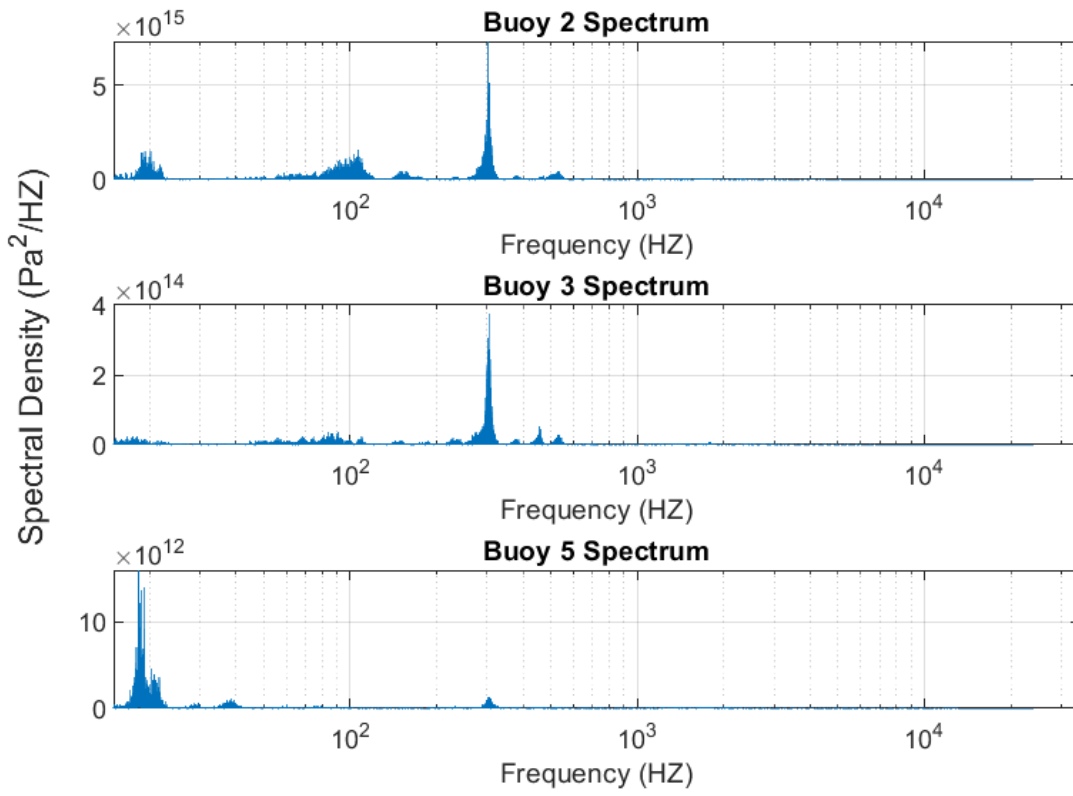 ×10^15
Buoy 2 Spectrum
5
0
10^2
10^3
10^4
Frequency (HZ)
Spectral Density (Pa^2/HZ)
×10^14
Buoy 3 Spectrum
4
2
0
10^2
10^3
10^4
Frequency (HZ)
×10^12
Buoy 5 Spectrum
10
0
10^2
10^3
10^4
Frequency (HZ)